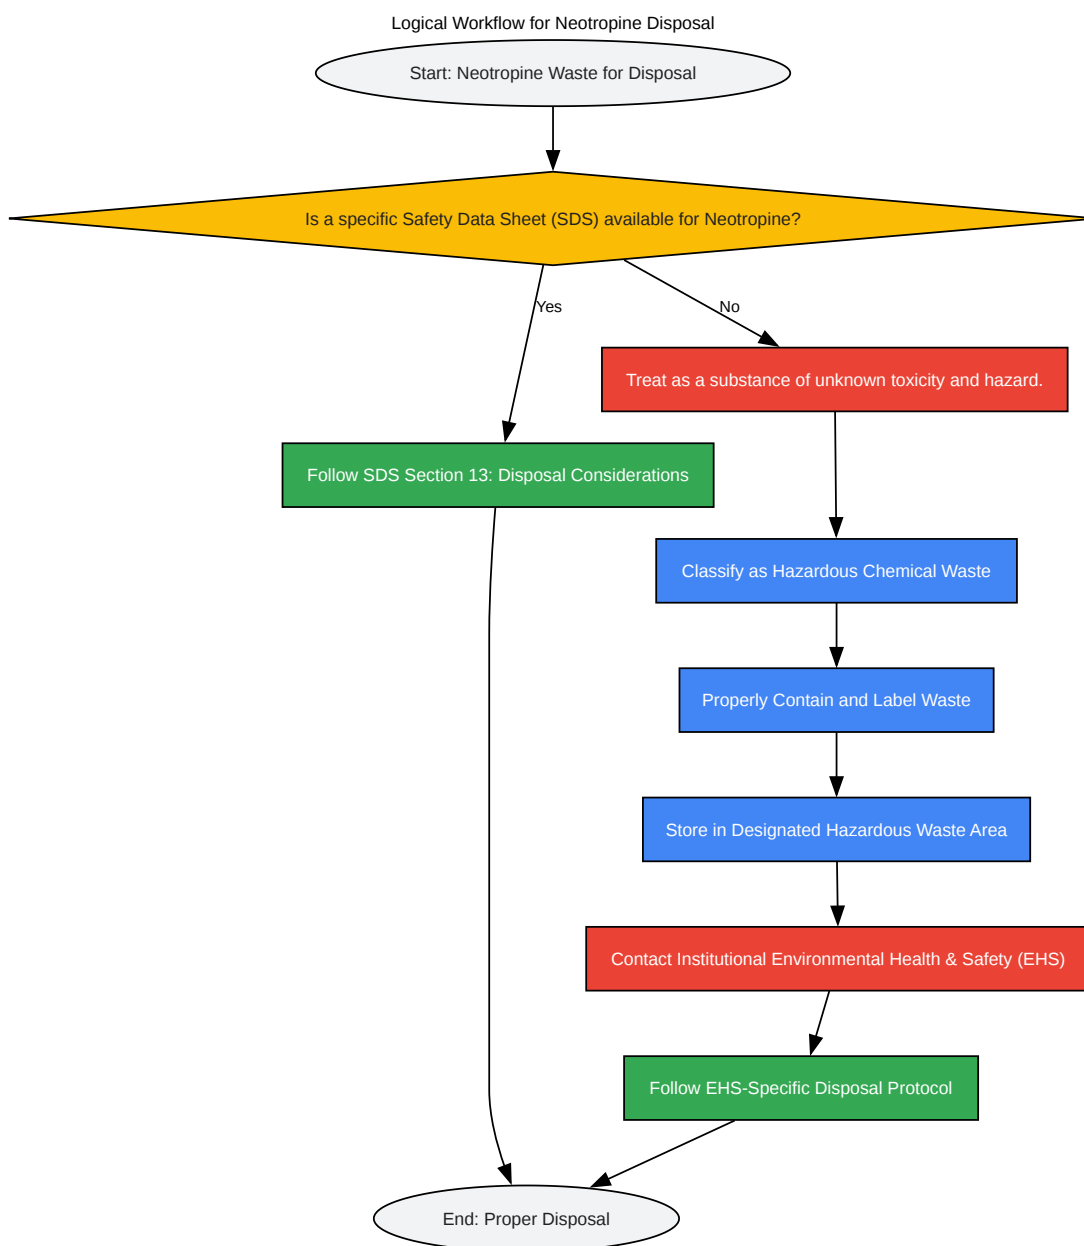 Logical Workflow for Neotropine Disposal
Start: Neotropine Waste for Disposal
Is a specific Safety Data Sheet (SDS) available for Neotropine?
Yes
No
Treat as a substance of unknown toxicity and hazard.
Follow SDS Section 13: Disposal Considerations
Classify as Hazardous Chemical Waste
Properly Contain and Label Waste
Store in Designated Hazardous Waste Area
Contact Institutional Environmental Health & Safety (EHS)
Follow EHS-Specific Disposal Protocol
End: Proper Disposal